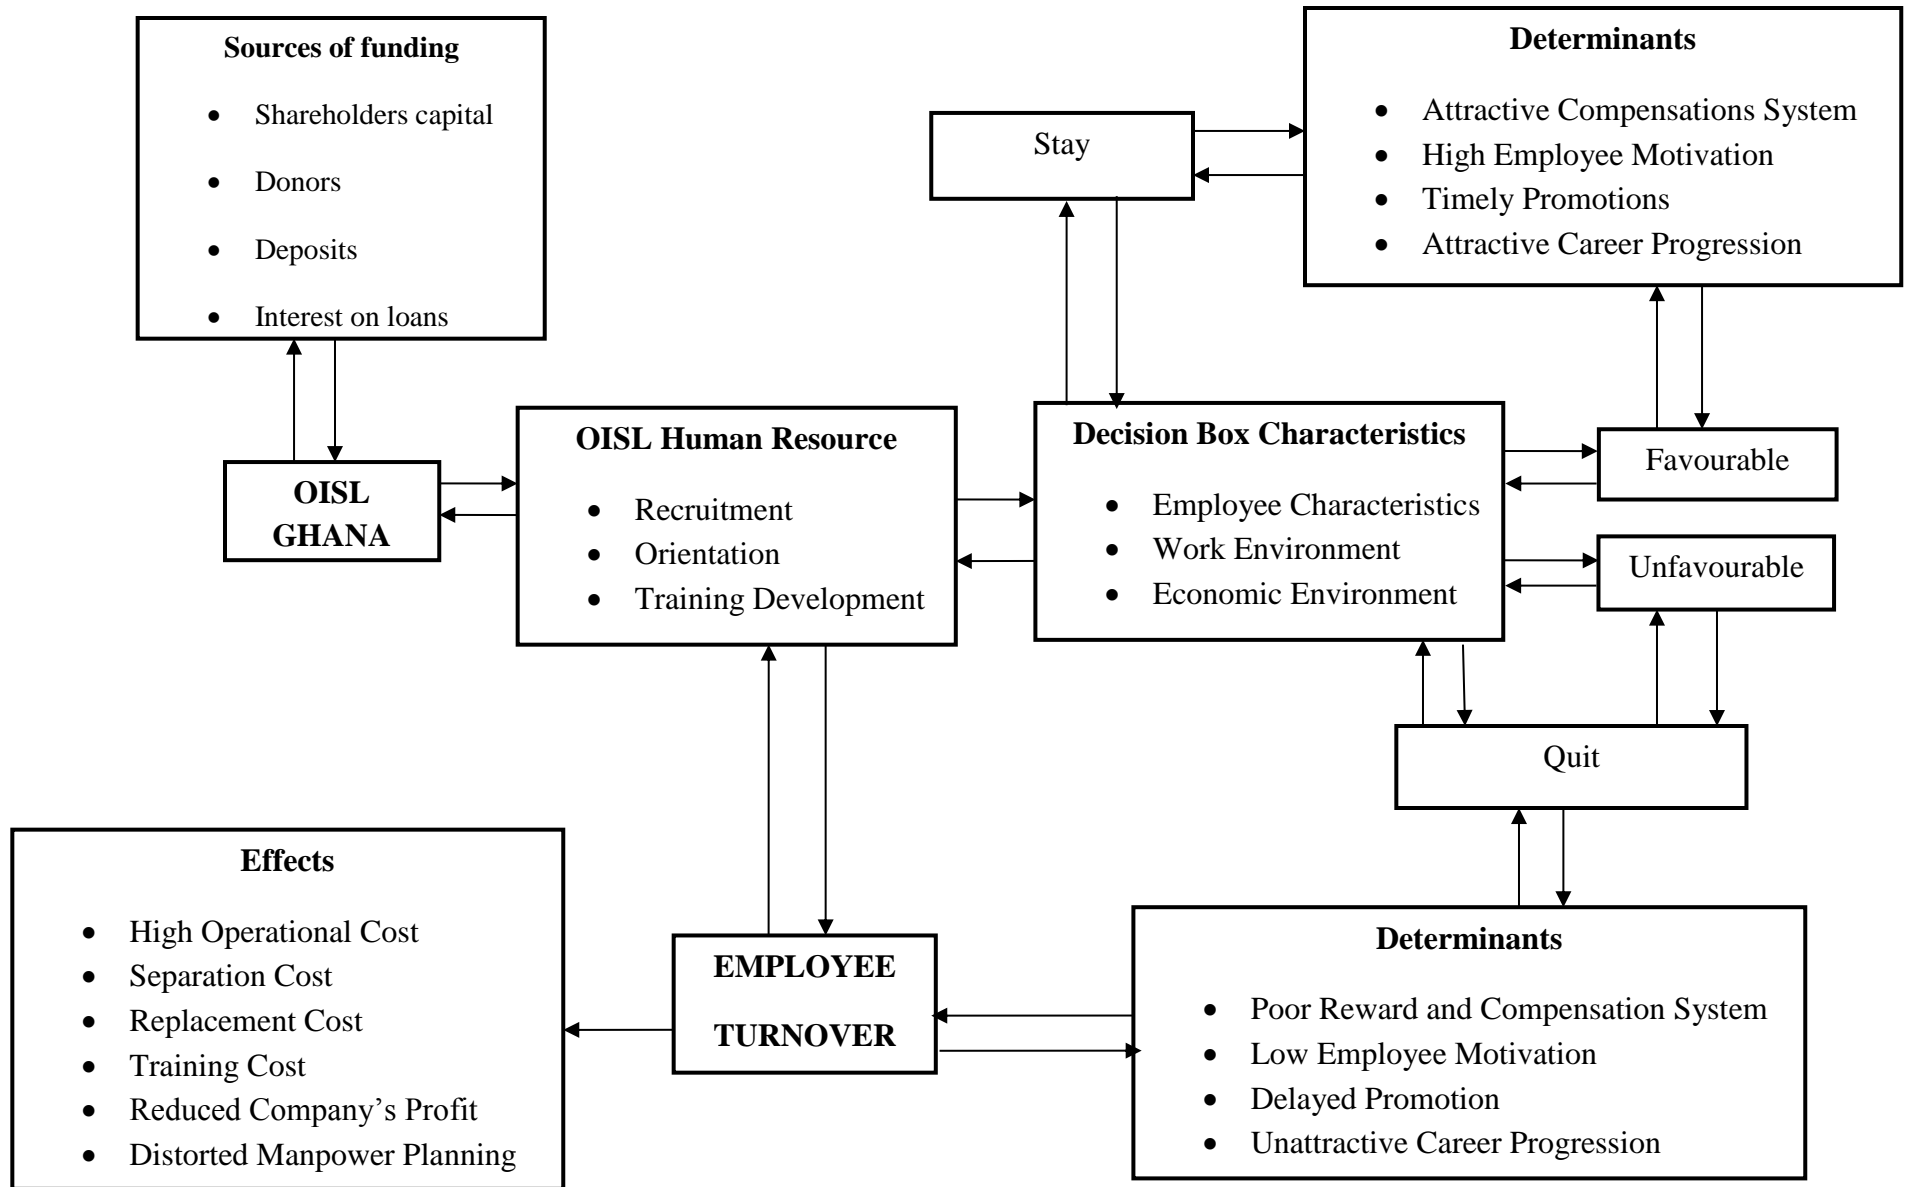 Sources of funding
• Shareholders capital
• Donors
• Deposits
• Interest on loans
Stay
Determinants
• Attractive Compensations System
• High Employee Motivation
• Timely Promotions
• Attractive Career Progression
OISL
GHANA
OISL Human Resource
• Recruitment
• Orientation
• Training Development
Decision Box Characteristics
• Employee Characteristics
• Work Environment
• Economic Environment
Favourable
Unfavourable
Quit
Effects
• High Operational Cost
• Separation Cost
• Replacement Cost
• Training Cost
• Reduced Company’s Profit
• Distorted Manpower Planning
EMPLOYEE
TURNOVER
Determinants
• Poor Reward and Compensation System
• Low Employee Motivation
• Delayed Promotion
• Unattractive Career Progression